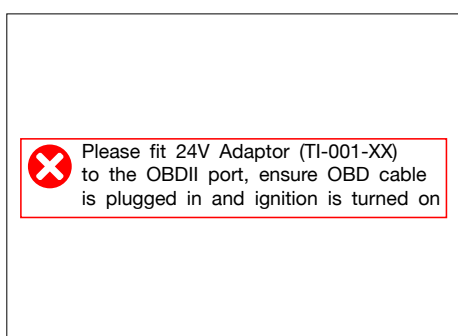 Please fit 24V Adaptor (TI-001-XX)
to the OBDII port, ensure OBD cable
is plugged in and ignition is turned on